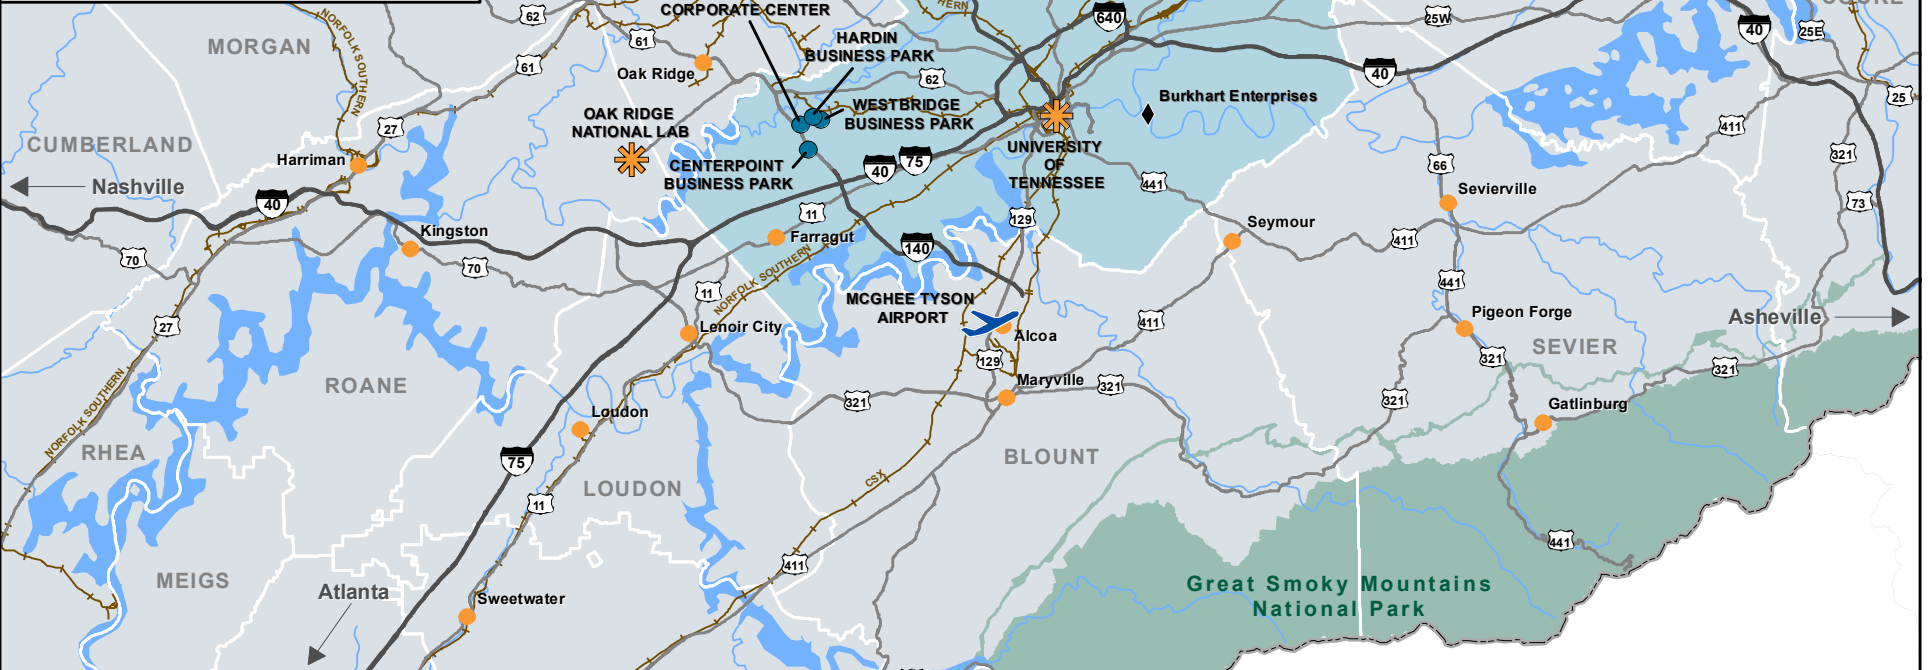 CORPORATE CENTER
HERN
640
25W
40
25E
62
61
MORGAN
NORFOLK SOUTHERN
HARDIN
BUSINESS PARK
61
Oak Ridge
62
40
Burkhart Enterprises
25
OAK RIDGE
NATIONAL LAB
WESTBRIDGE
BUSINESS PARK
411
27
CUMBERLAND
Harriman
CENTERPOINT
BUSINESS PARK
40
75
UNIVERSITY
OF
TENNESSEE
441
66
321
Nashville
Sevierville
40
11
129
Seymour
73
Kingston
Farragut
140
411
70
70
NORFOLK SOUTHERN
11
441
MCGHEE TYSON
AIRPORT
27
Lenoir City
Alcoa
411
Pigeon Forge
Asheville
SEVIER
321
129
321
ROANE
Maryville
321
NORFOLK SOUTHERN
321
321
Gatlinburg
Loudon
RHEA
75
BLOUNT
CSX
LOUDON
11
441
411
MEIGS
Atlanta
Sweetwater
Great Smoky Mountains
National Park